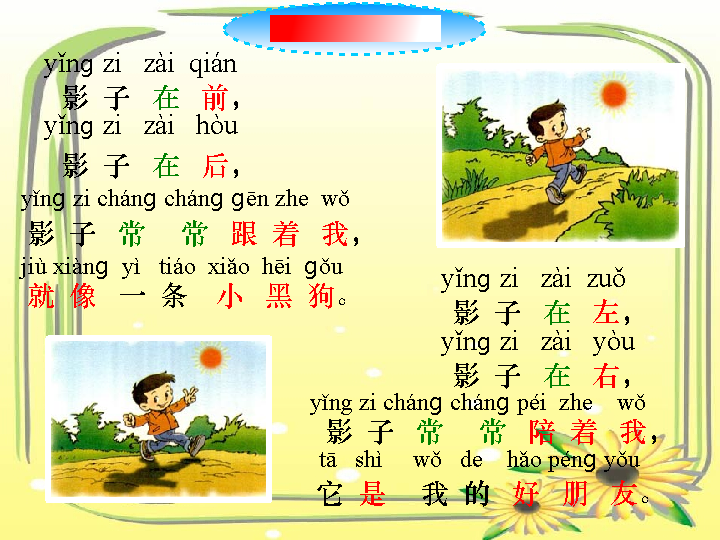 yǐng zi zài qián
影子在前，
yǐng zi zài hòu
影子在后，
yǐng zi cháng cháng gēn zhe wǒ
影子常常跟着我，
jiù xiàng yì tiáo xiǎo hēi gǒu
就像一条小黑狗。
yǐng zi zài zuǒ
影子在左，
yǐng zi zài yòu
影子在右，
yǐng zi cháng cháng péi zhe wǒ
影子常常陪着我，
tā shì wǒ de hǎo péng yǒu
它是我的好朋友。